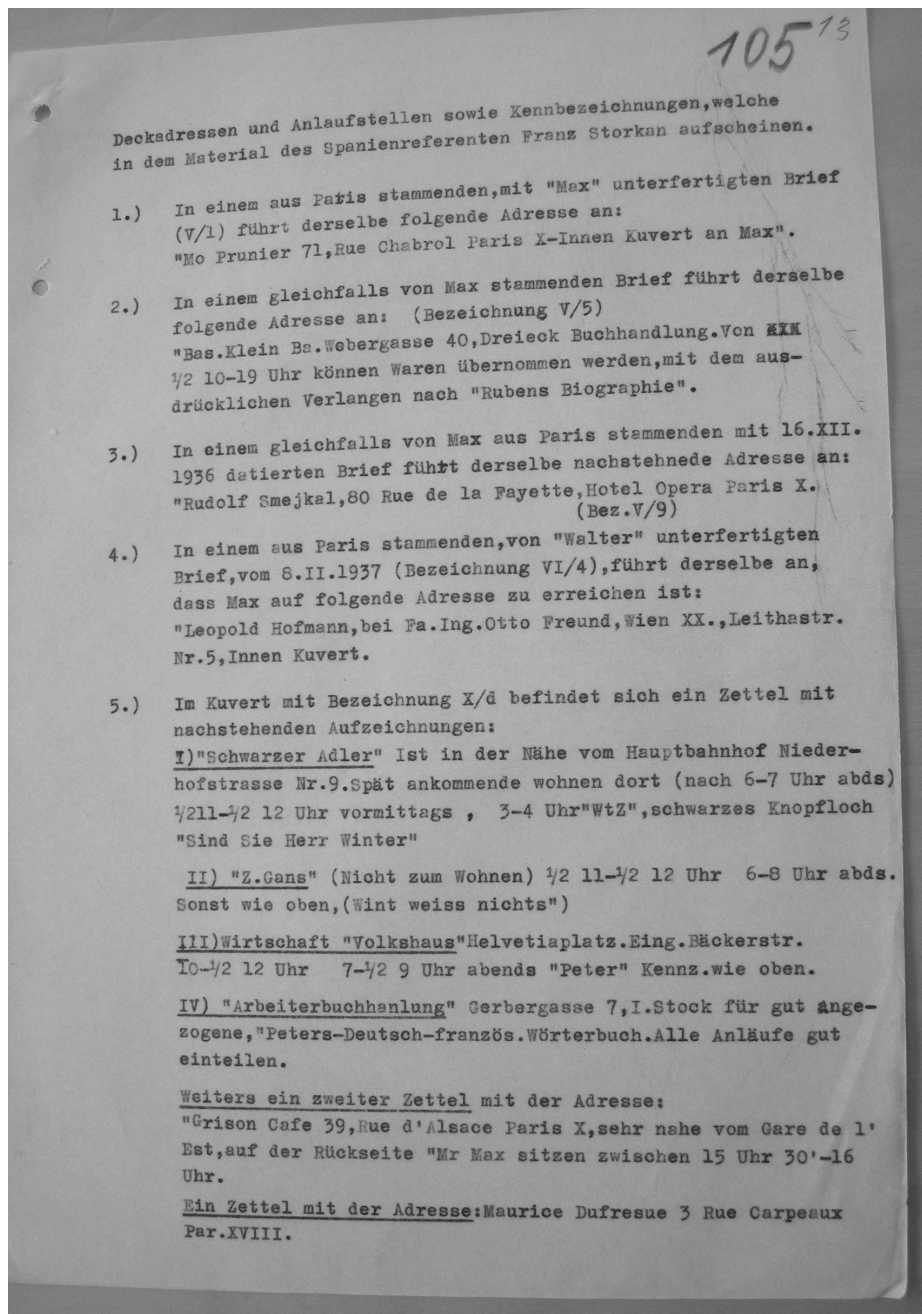 105 13
Deckadressen und Anlaufstellen sowie Kennbezeichnungen,welche
in dem Material des Spanienreferenten Franz Storkan aufscheinen.
1.) In einem aus Paris stammenden,mit "Max" unterfertigten Brief
(V/1) führt derselbe folgende Adresse an:
"Mo Prunier 71,Rue Chabrol Paris X-Innen Kuvert an Max".
2.) In einem gleichfalls von Max stammenden Brief führt derselbe
folgende Adresse an: (Bezeichnung V/5)
"Bas.Klein Ba.Webergasse 40,Dreieck Buchhandlung.Von
1/2 10-19 Uhr können Waren übernommen werden,mit dem aus-
drücklichen Verlangen nach "Rubens Biographie".
3.) In einem gleichfalls von Max aus Paris stammenden mit 16.XII.
1936 datierten Brief führt derselbe nachstehnede Adresse an:
"Rudolf Smejkal,80 Rue de la Fayette,Hotel Opera Paris X.
(Bez.V/9)
4.) In einem aus Paris stammenden,von "Walter" unterfertigten
Brief,vom 8.II.1937 (Bezeichnung VI/4),führt derselbe an,
dass Max auf folgende Adresse zu erreichen ist:
"Leopold Hofmann,bei Fa.Ing.Otto Freund,Wien XX.,Leithastr.
Nr.5,Innen Kuvert.
5.) Im Kuvert mit Bezeichnung X/d befindet sich ein Zettel mit
nachstehenden Aufzeichnungen:
I)"Schwarzer Adler" Ist in der Nähe vom Hauptbahnhof Nieder-
hofstrasse Nr.9.Spät ankommende wohnen dort (nach 6-7 Uhr abds)
1/211-1/2 12 Uhr vormittags , 3-4 Uhr"WtZ",schwarzes Knopfloch
"Sind Sie Herr Winter"
II) "Z.Gans" (Nicht zum Wohnen) 1/2 11-1/2 12 Uhr 6-8 Uhr abds.
Sonst wie oben,(Wint weiss nichts")
III)Wirtschaft "Volkshaus"Helvetiaplatz.Eing.Bäckerstr.
10-1/2 12 Uhr 7-1/2 9 Uhr abends "Peter" Kennz.wie oben.
IV) "Arbeiterbuchhanlung" Gerbergasse 7,I.Stock für gut ange-
zogene,"Peters-Deutsch-französ.Wörterbuch.Alle Anläufe gut
einteilen.
Weiters ein zweiter Zettel mit der Adresse:
"Grison Cafe 39,Rue d'Alsace Paris X,sehr nahe vom Gare de l'
Est,auf der Rückseite "Mr Max sitzen zwischen 15 Uhr 30'-16
Uhr.
Ein Zettel mit der Adresse:Maurice Dufresue 3 Rue Carpeaux
Par.XVIII.